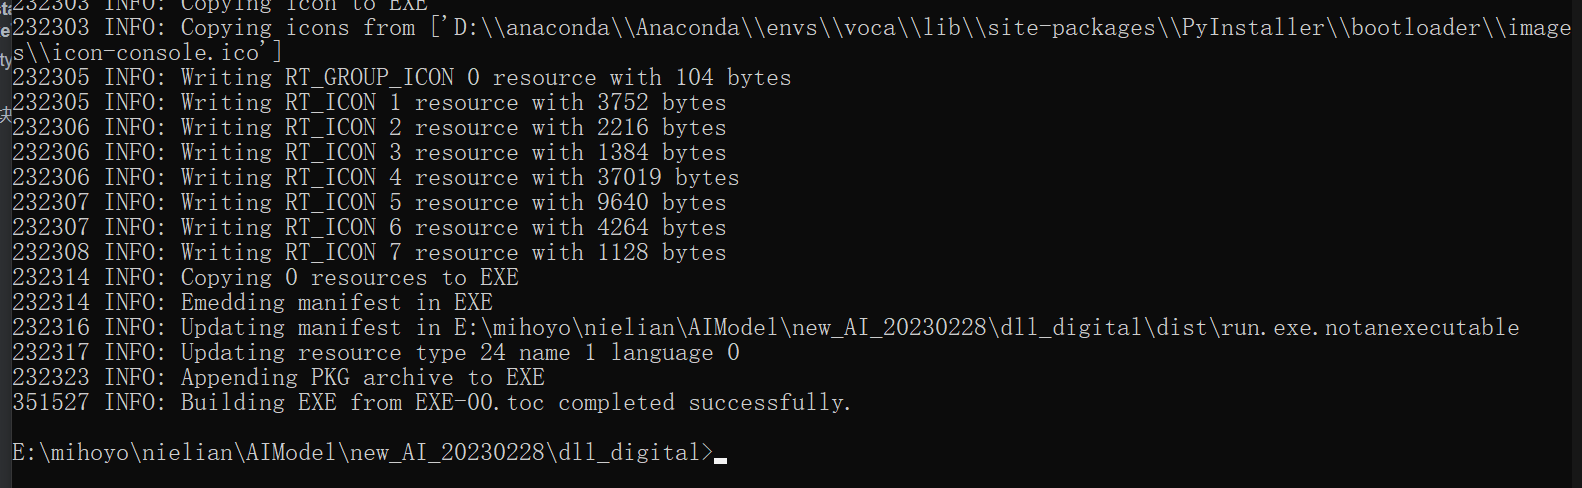 232303 INFO: Copying icon to EXE
232303 INFO: Copying icons from ['D:\\anaconda\\Anaconda\\envs\\voca\\lib\\site-packages\\PyInstaller\\bootloader\\image
s\\icon-console.ico']
232305 INFO: Writing RT_GROUP_ICON 0 resource with 104 bytes
232305 INFO: Writing RT_ICON 1 resource with 3752 bytes
232306 INFO: Writing RT_ICON 2 resource with 2216 bytes
232306 INFO: Writing RT_ICON 3 resource with 1384 bytes
232306 INFO: Writing RT_ICON 4 resource with 37019 bytes
232307 INFO: Writing RT_ICON 5 resource with 9640 bytes
232307 INFO: Writing RT_ICON 6 resource with 4264 bytes
232308 INFO: Writing RT_ICON 7 resource with 1128 bytes
232314 INFO: Copying 0 resources to EXE
232314 INFO: Emedding manifest in EXE
232316 INFO: Updating manifest in E:\mihoyo\nielian\AIModel\new_AI_20230228\dll_digital\dist\run.exe.notanexecutable
232317 INFO: Updating resource type 24 name 1 language 0
232323 INFO: Appending PKG archive to EXE
351527 INFO: Building EXE from EXE-00.toc completed successfully.
E:\mihoyo\nielian\AIModel\new_AI_20230228\dll_digital>